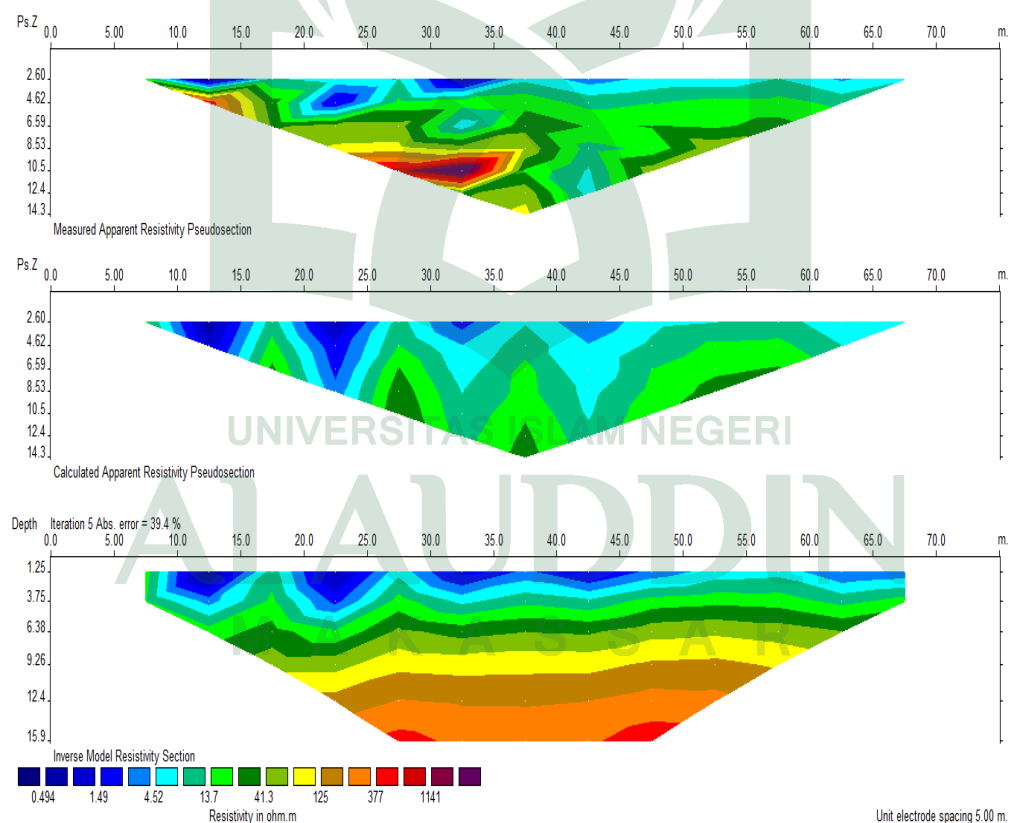 Ps.Z 0.0 5.00 10.0 15.0 20.0 25.0 30.0 35.0 40.0 45.0 50.0 55.0 60.0 65.0 70.0 m.
2.60
4.62
6.59
8.53
10.5
12.4
14.3
Measured Apparent Resistivity Pseudosection
Ps.Z 0.0 5.00 10.0 15.0 20.0 25.0 30.0 35.0 40.0 45.0 50.0 55.0 60.0 65.0 70.0 m.
2.60
4.62
6.59
8.53
10.5
12.4
14.3
UNIVERSITAS ISLAM NEGERI
Calculated Apparent Resistivity Pseudosection
ALAUDDIN
Depth Iteration 5 Abs. error = 39.4 %
0.0 5.00 10.0 15.0 20.0 25.0 30.0 35.0 40.0 45.0 50.0 55.0 60.0 65.0 70.0 m.
1.25
3.75
6.38
MAKASSAR
9.26
12.4
15.9
Inverse Model Resistivity Section
0.494 1.49 4.52 13.7 41.3 125 377 1141
Resistivity in ohm.m
Unit electrode spacing 5.00 m.